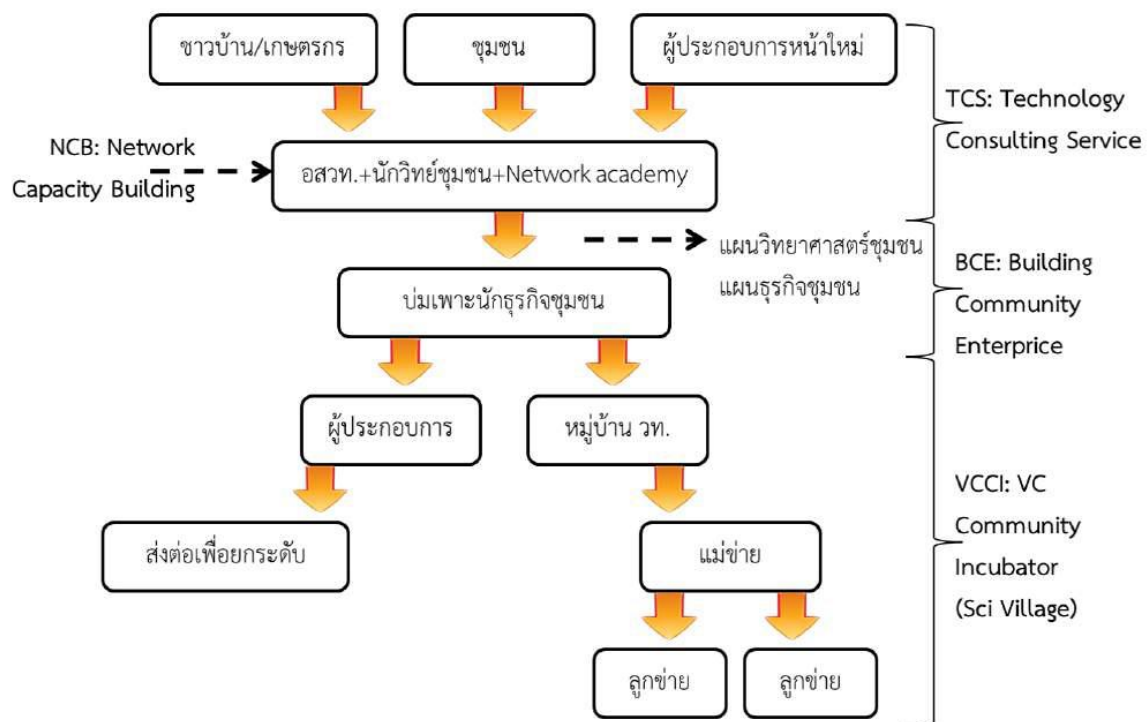 ชาวบ้าน/เกษตรกร
ชุมชน
ผู้ประกอบการหน้าใหม่
TCS: Technology
Consulting Service
NCB: Network
Capacity Building
อสวท.+นักวิทย์ชุมชน+Network academy
แผนวิทยาศาสตร์ชุมชน
แผนธุรกิจชุมชน
BCE: Building
Community
Enterprice
บ่มเพาะนักธุรกิจชุมชน
ผู้ประกอบการ
หมู่บ้าน วท.
VCCI: VC
Community
Incubator
(Sci Village)
ส่งต่อเพื่อยกระดับ
แม่ข่าย
ลูกข่าย
ลูกข่าย